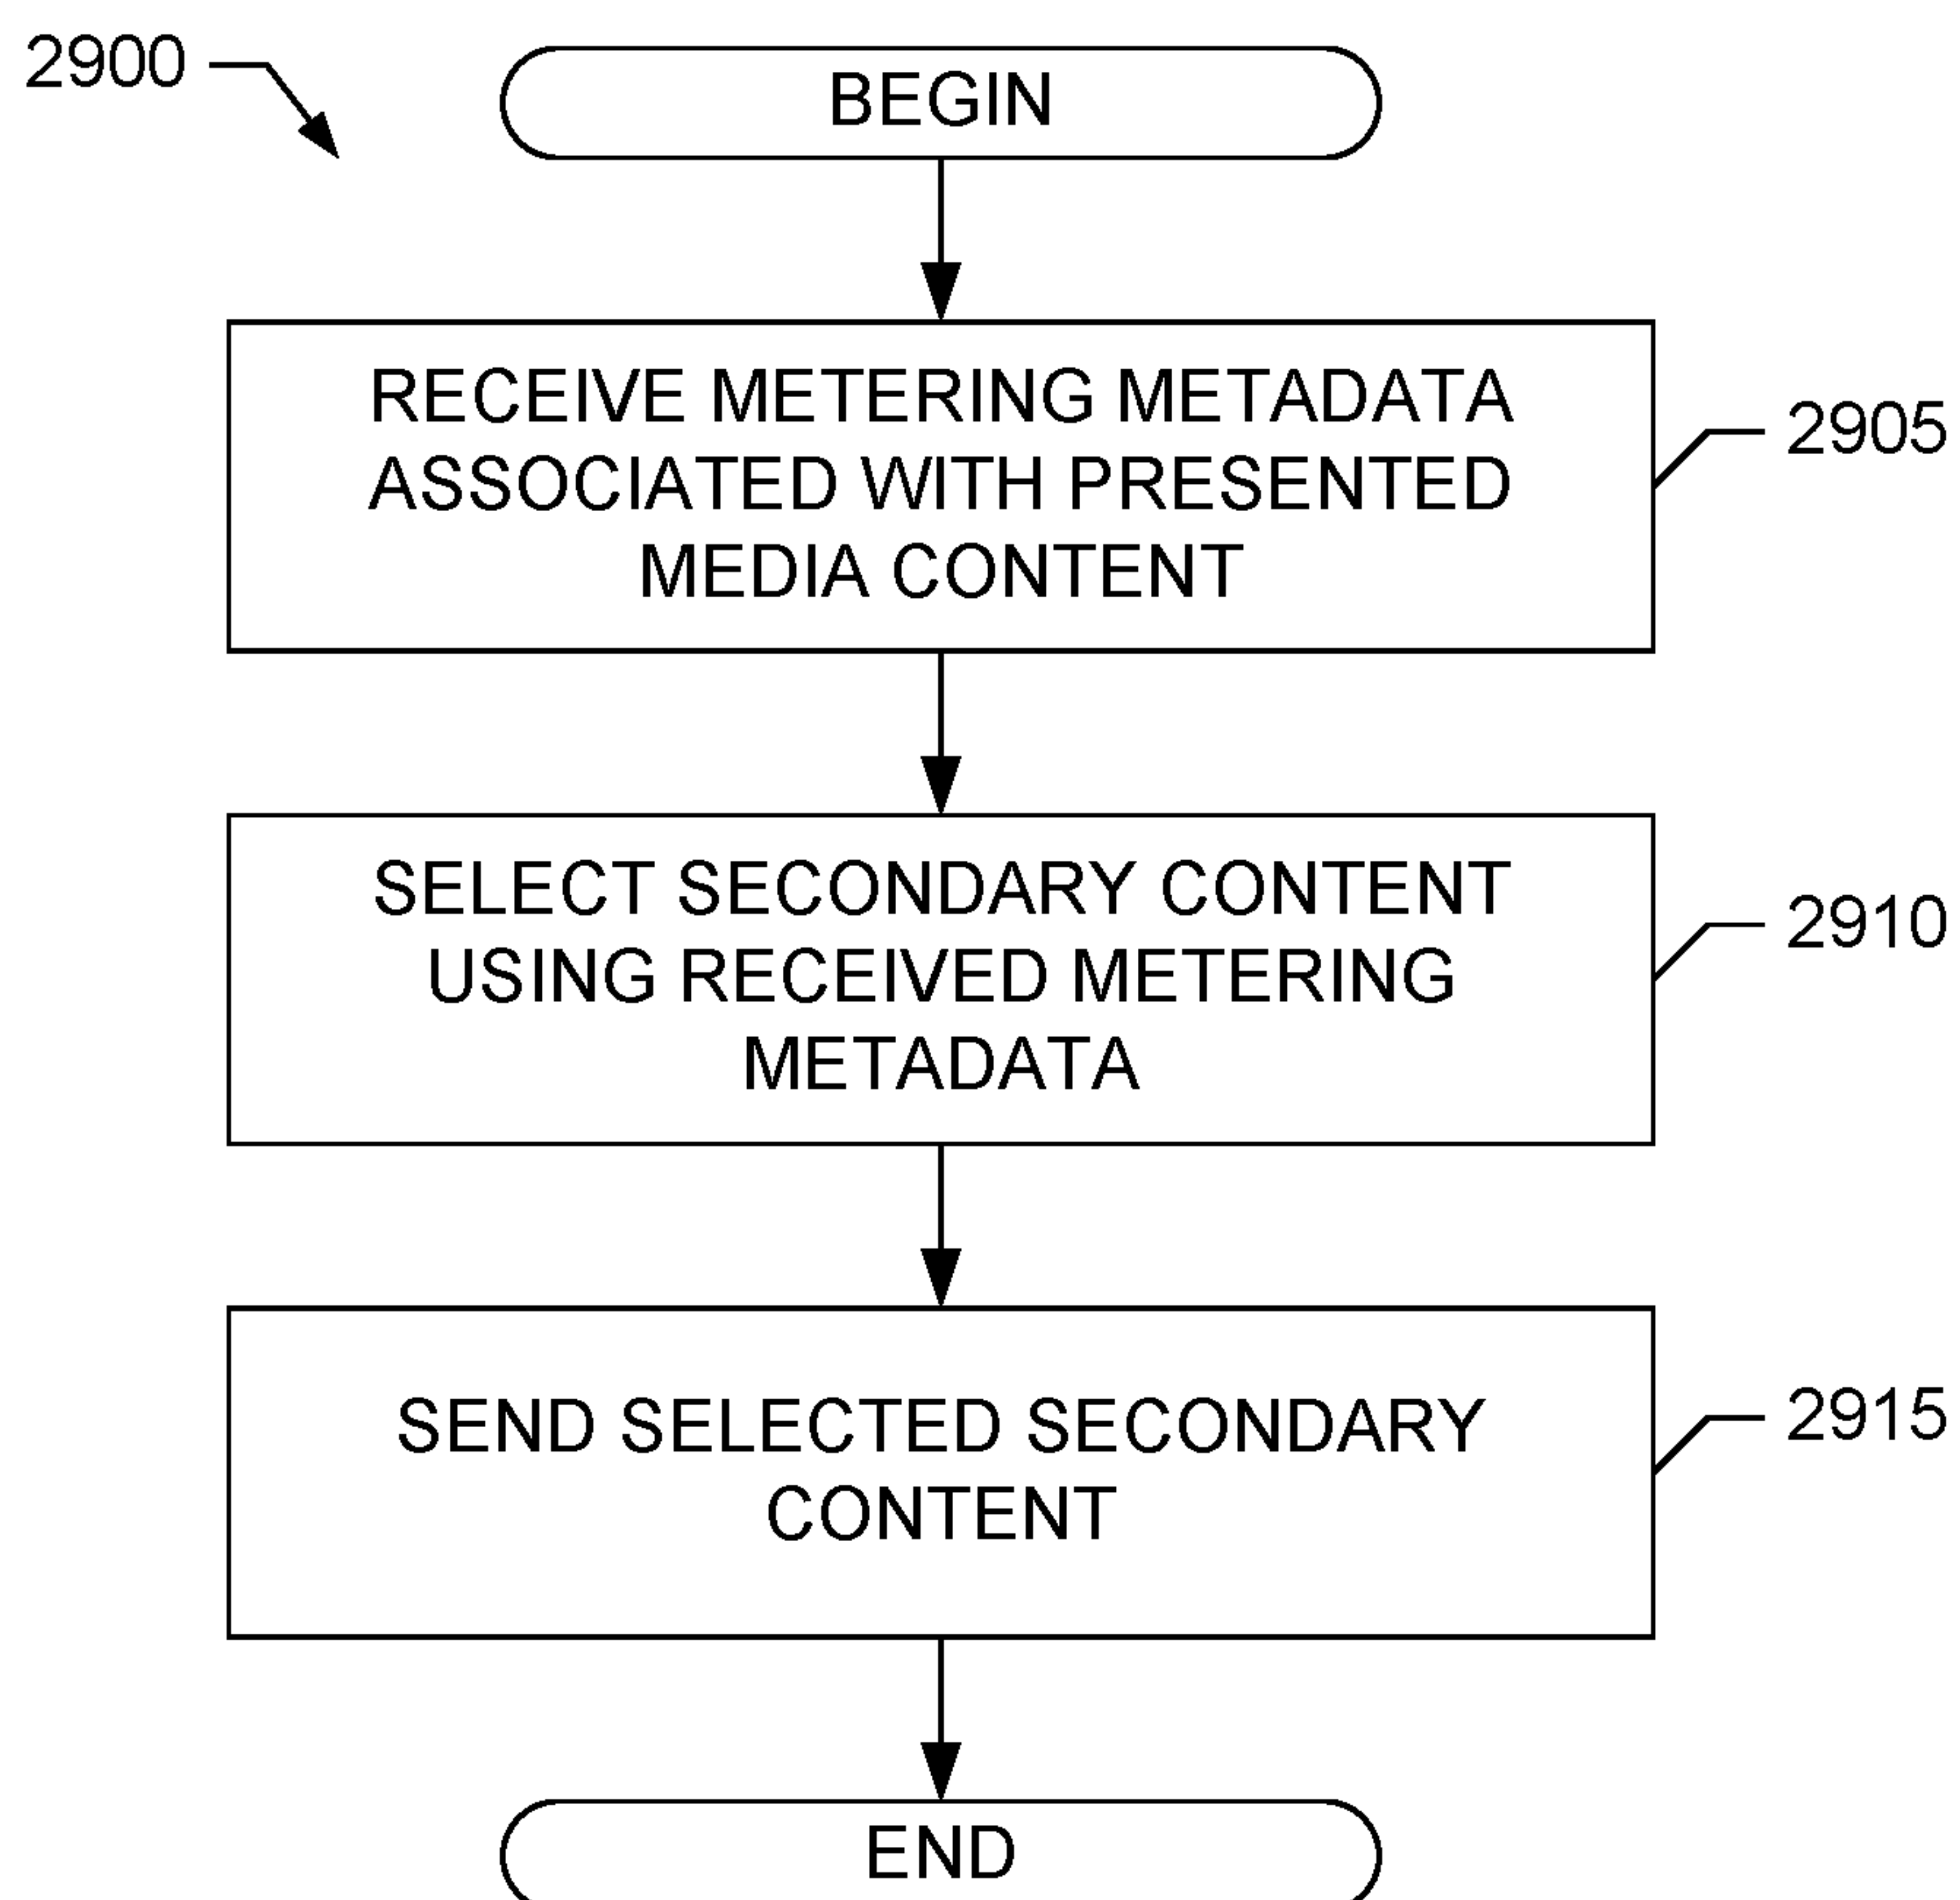 2900
BEGIN
RECEIVE METERING METADATA
ASSOCIATED WITH PRESENTED
MEDIA CONTENT
2905
SELECT SECONDARY CONTENT
USING RECEIVED METERING
METADATA
2910
SEND SELECTED SECONDARY
CONTENT
2915
END